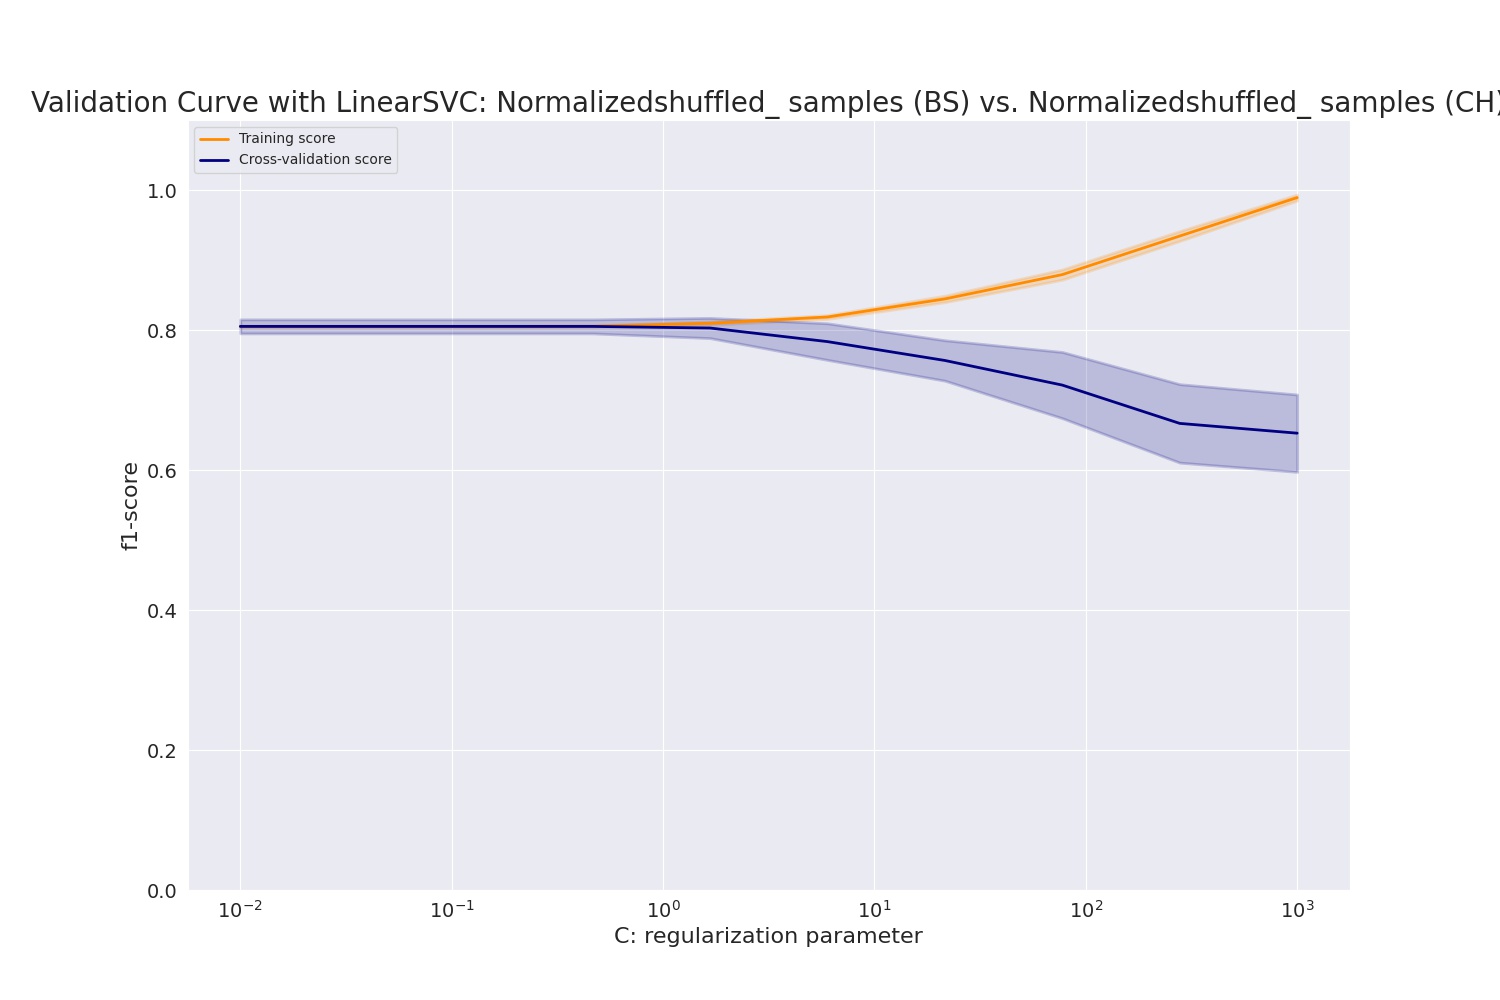 Validation Curve with LinearSVC: Normalizedshuffled_ samples (BS) vs. Normalizedshuffled_ samples (CH)
Training score
Cross-validation score
1.0
0.8
0.6
0.4
0.2
0.0
f1-score
10⁻² 10⁻¹ 10⁰ 10¹ 10² 10³
C: regularization parameter